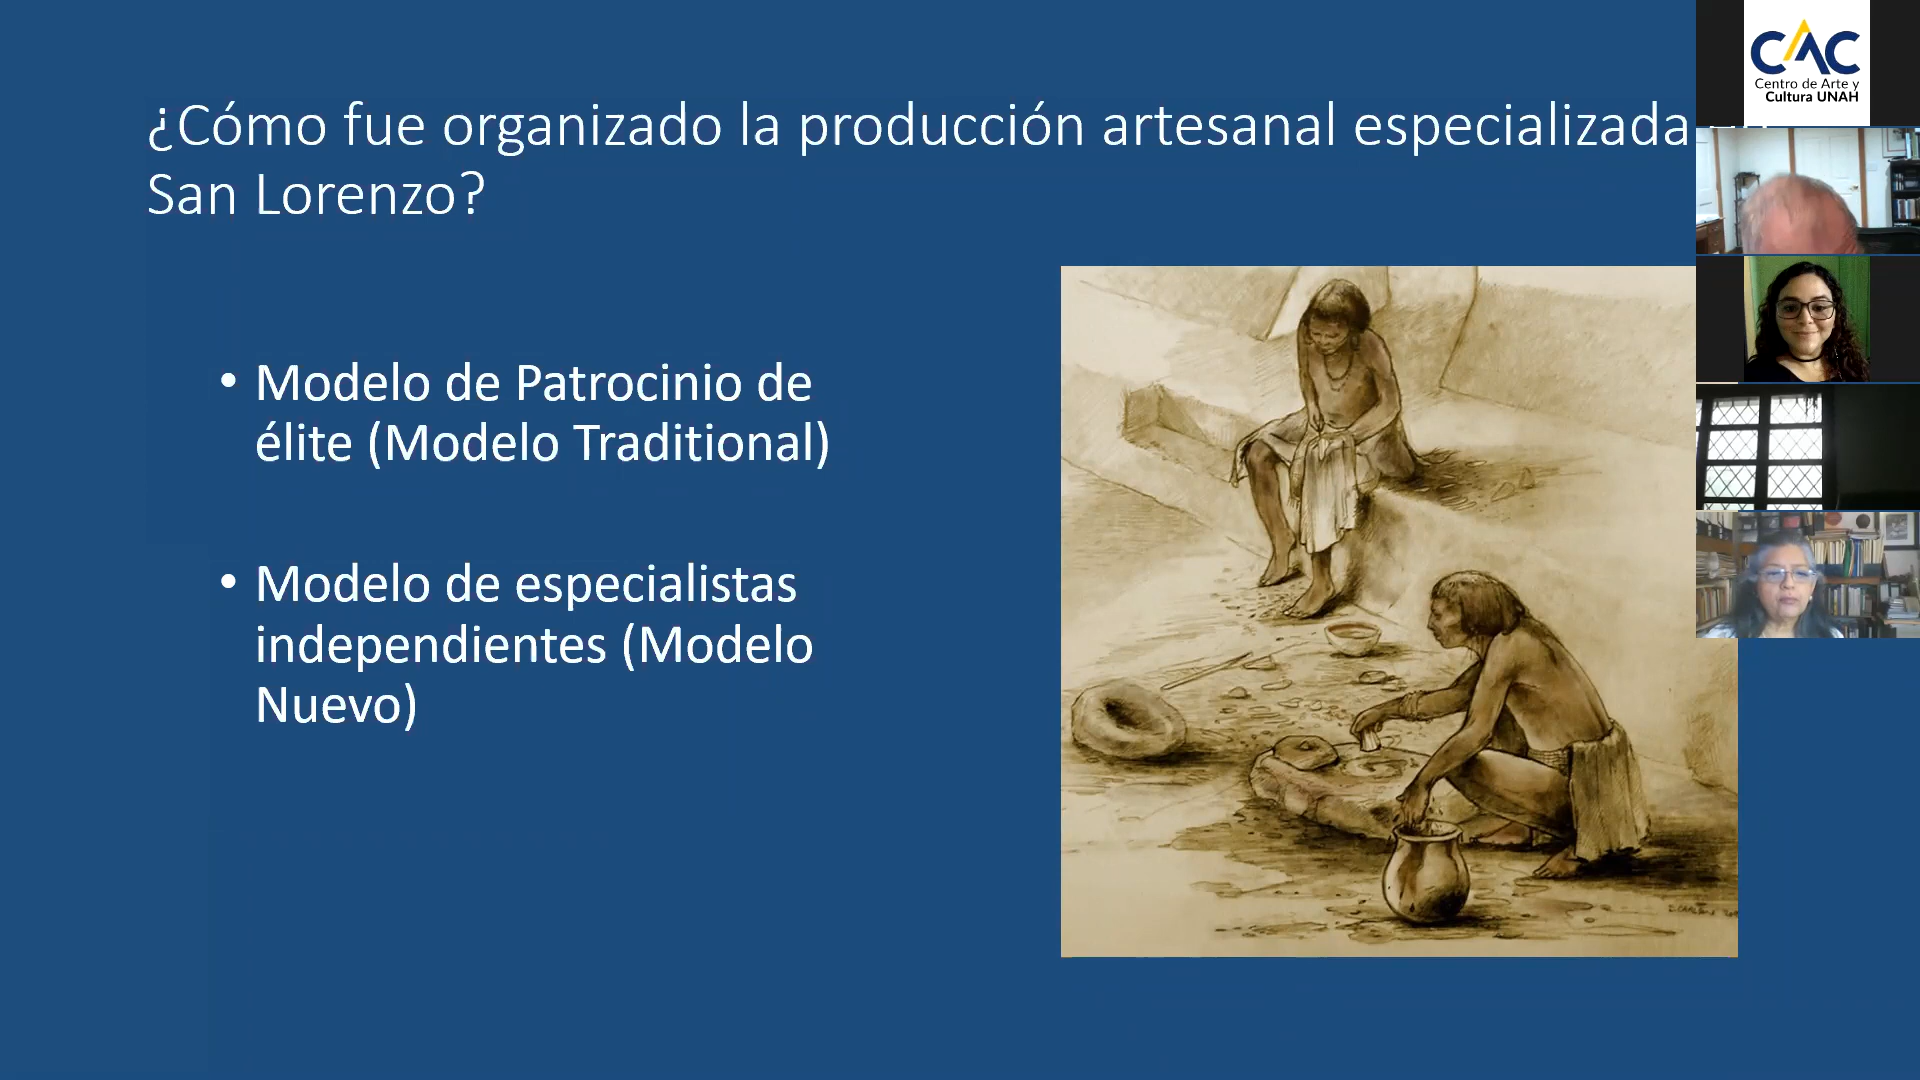 ¿Cómo fue organizado la producción artesanal especializada
San Lorenzo?
• Modelo de Patrocinio de
élite (Modelo Traditional)
• Modelo de especialistas
independientes (Modelo
Nuevo)
CAC
Centro de Arte y
Cultura UNAH